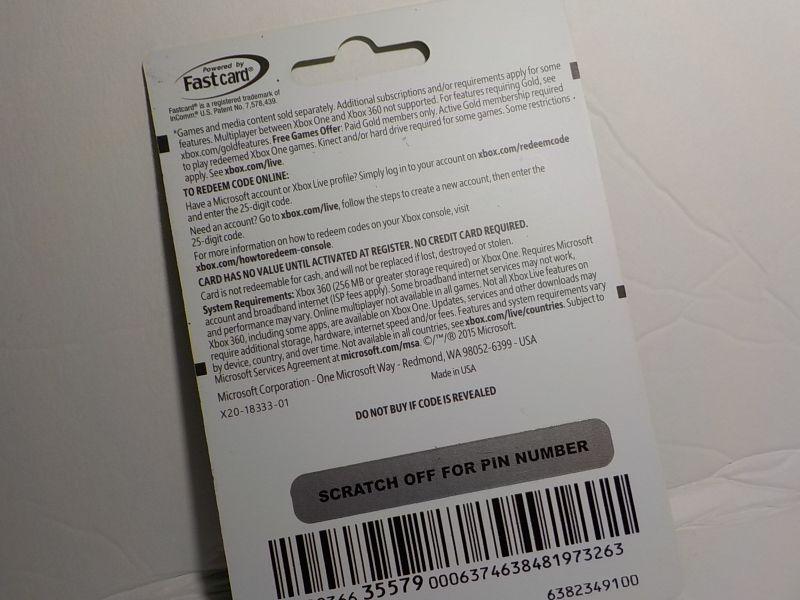 Powered by
Fastcard®
Fastcard® is a registered trademark of
InComm® U.S. Patent No. 7,578,439.
*Games and media content sold separately. Additional subscriptions and/or requirements apply for some
features. Multiplayer between Xbox One and Xbox 360 not supported. For features requiring Gold, see
xbox.com/goldfeatures. Free Games Offer: Paid Gold members only. Active Gold membership required
to play redeemed Xbox One games. Kinect and/or hard drive required for some games. Some restrictions
apply. See xbox.com/live.
TO REDEEM CODE ONLINE:
Have a Microsoft account or Xbox Live profile? Simply log in to your account on xbox.com/redeemcode
and enter the 25-digit code.
Need an account? Go to xbox.com/live, follow the steps to create a new account, then enter the
25-digit code.
For more information on how to redeem codes on your Xbox console, visit
xbox.com/howtoredeem-console.
CARD HAS NO VALUE UNTIL ACTIVATED AT REGISTER. NO CREDIT CARD REQUIRED.
Card is not redeemable for cash, and will not be replaced if lost, destroyed or stolen.
System Requirements: Xbox 360 (256 MB or greater storage required) or Xbox One. Requires Microsoft
account and broadband internet (ISP fees apply). Some broadband internet services may not work,
and performance may vary. Online multiplayer not available in all games. Not all Xbox Live features on
Xbox 360, including some apps, are available on Xbox One. Updates, services and other downloads may
require additional storage, hardware, internet speed and/or fees. Features and system requirements vary
by device, country, and over time. Not available in all countries, see xbox.com/live/countries. Subject to
Microsoft Services Agreement at microsoft.com/msa. ©/™/® 2015 Microsoft.
Microsoft Corporation - One Microsoft Way - Redmond, WA 98052-6399 - USA
X20-18333-01
Made in USA
DO NOT BUY IF CODE IS REVEALED
SCRATCH OFF FOR PIN NUMBER
35579 0006374638481973263
6382349100